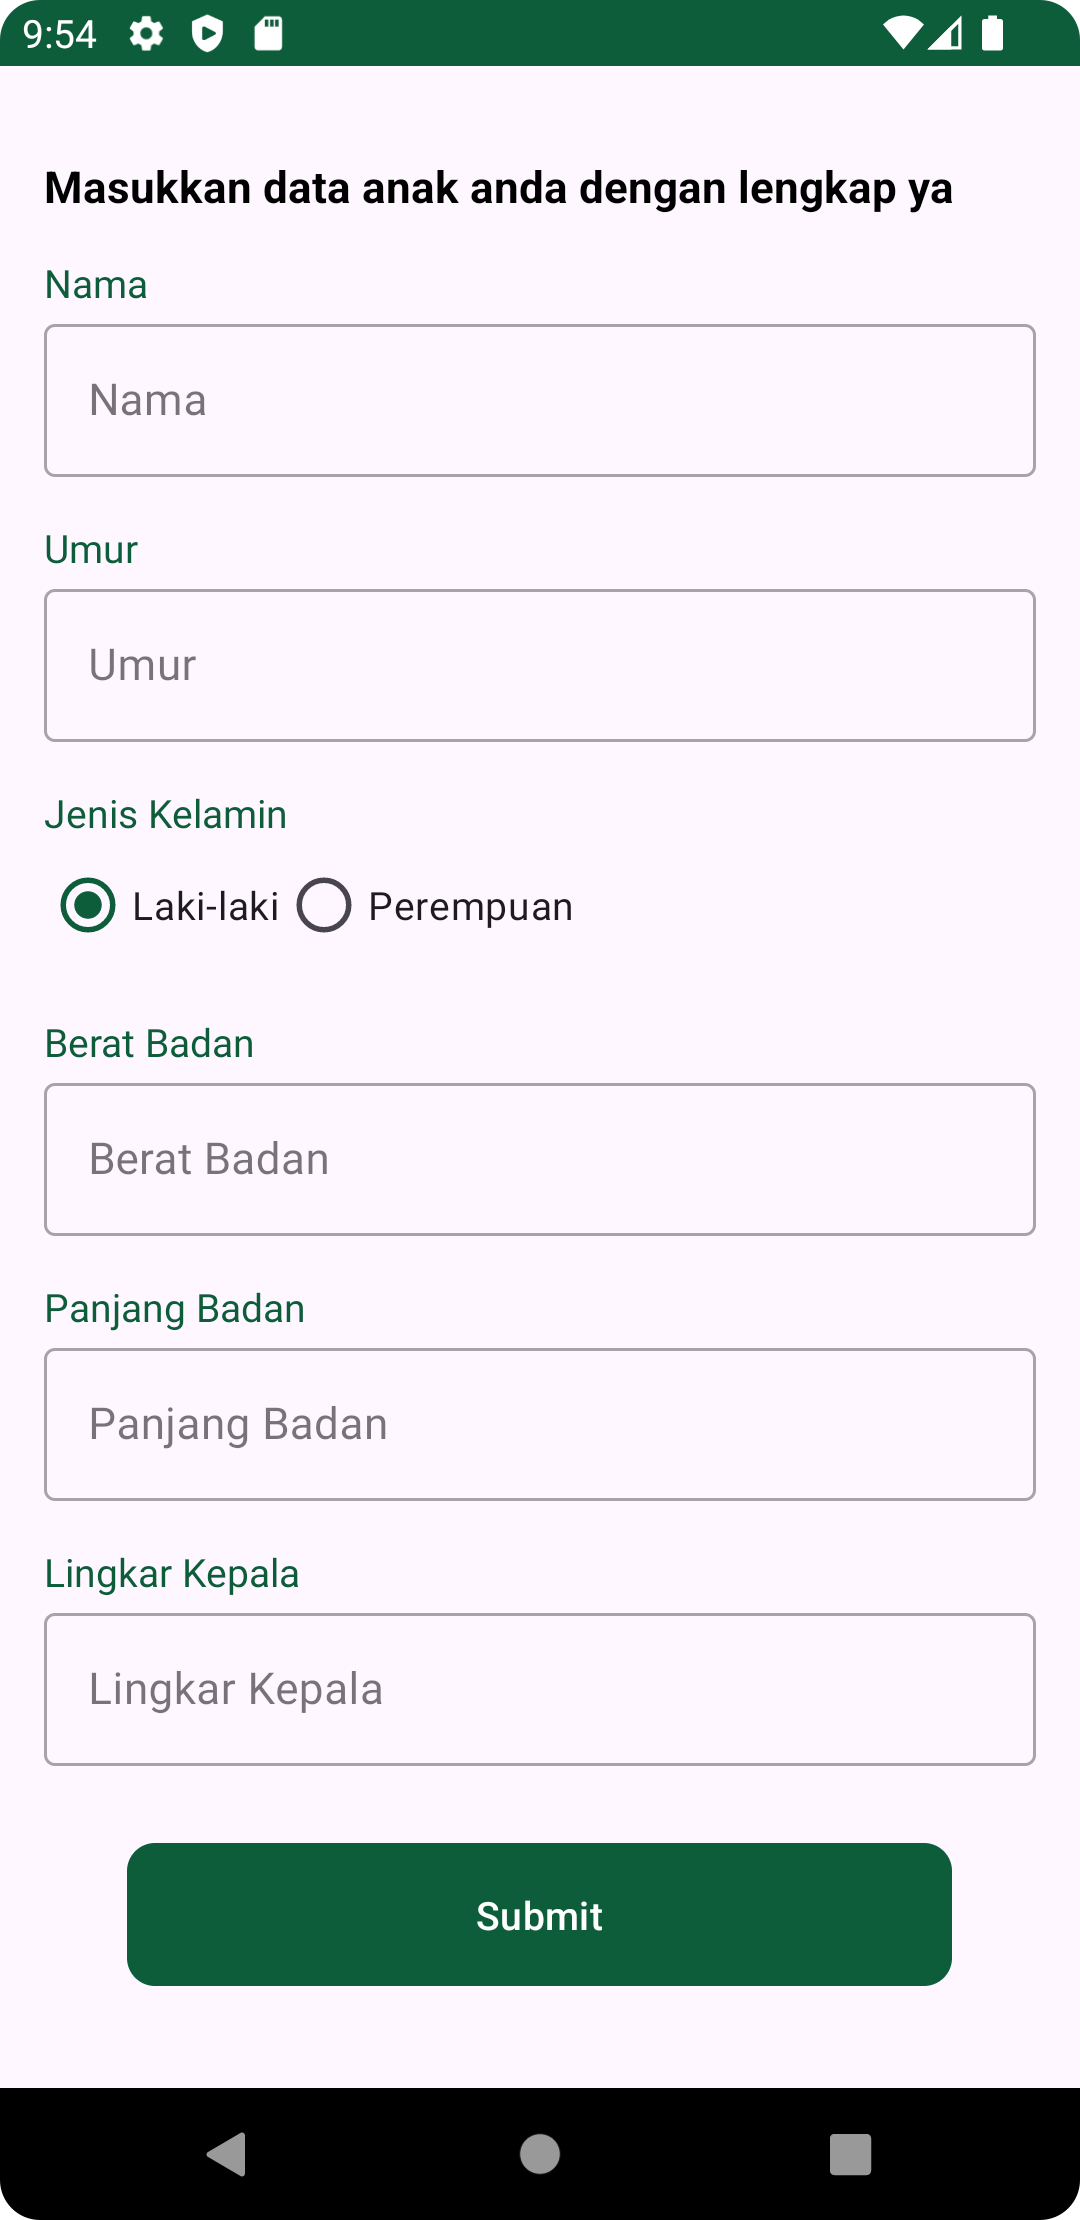 9:54
Masukkan data anak anda dengan lengkap ya
Nama
Nama
Umur
Umur
Jenis Kelamin
Laki-laki Perempuan
Berat Badan
Berat Badan
Panjang Badan
Panjang Badan
Lingkar Kepala
Lingkar Kepala
Submit